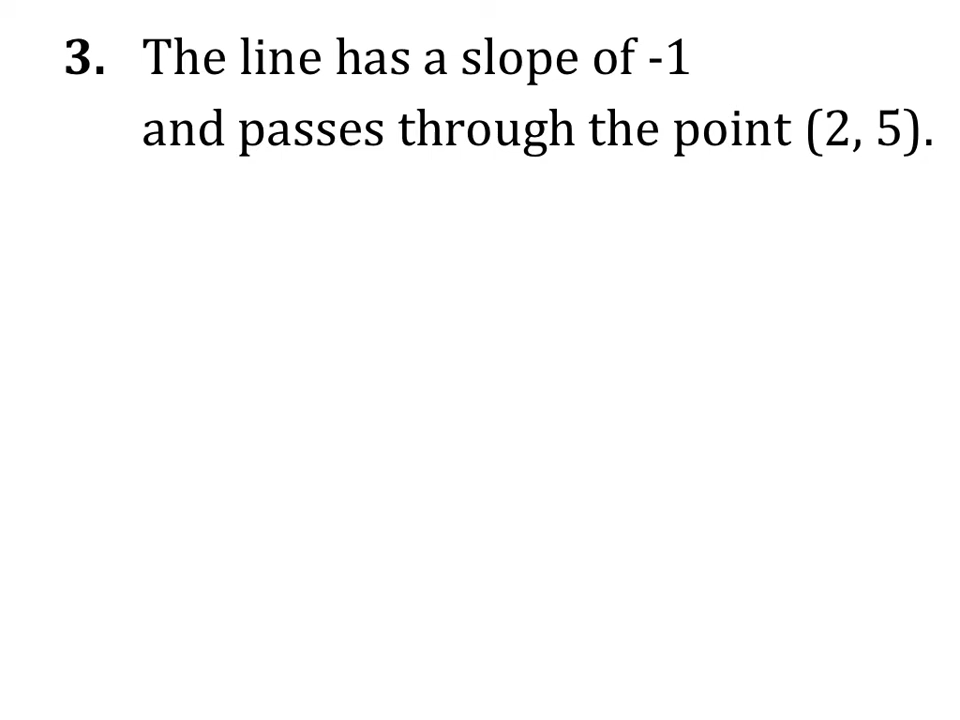 3. The line has a slope of -1
and passes through the point (2, 5).